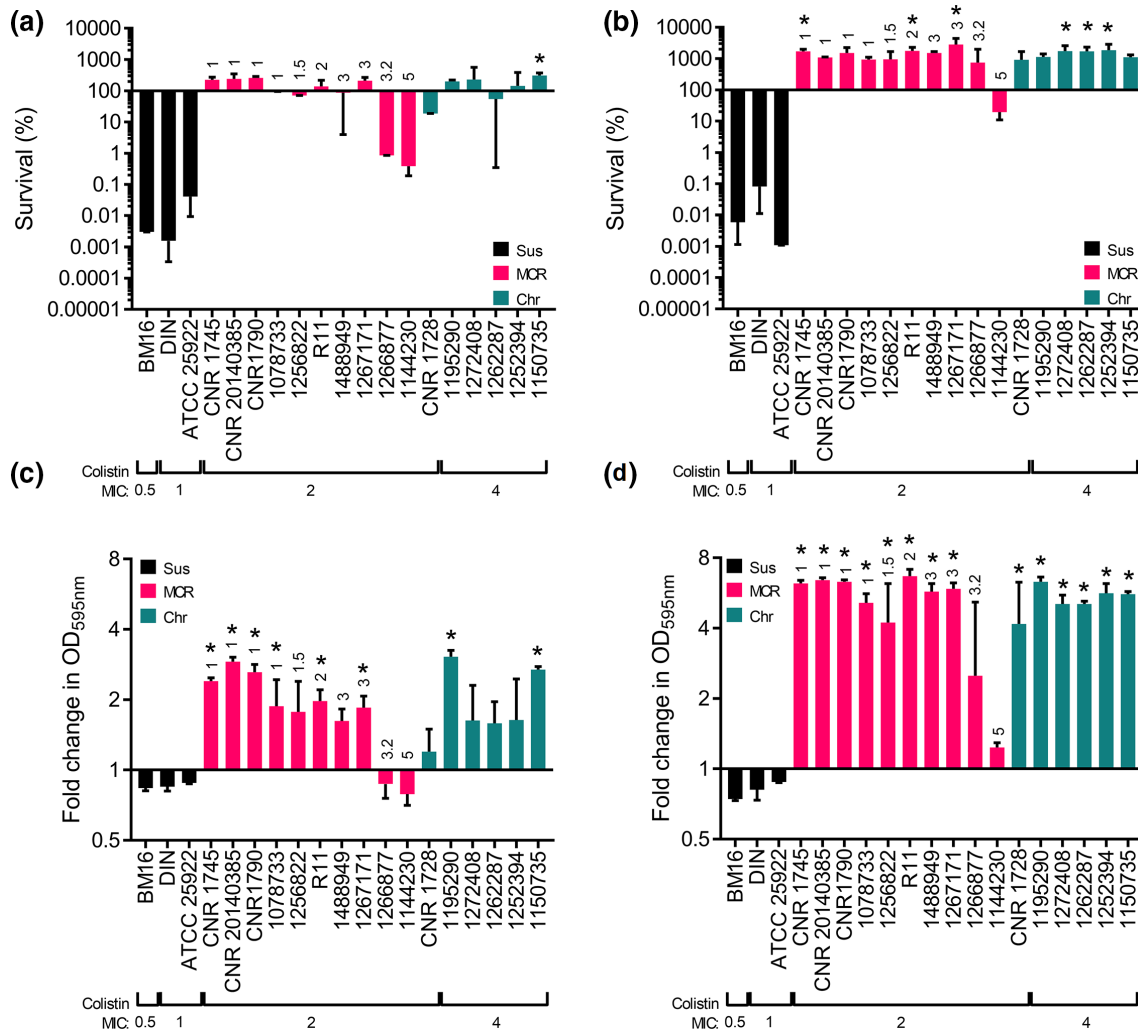 (a)
Survival (%)
10000
1000
100
10
1
0.1
0.01
0.001
0.0001
0.00001
1 1 1 1 1.5 2 3 3 3.2 5 *
Sus
MCR
Chr
BM16
DIN
ATCC 25922
CNR 1745
CNR 20140385
CNR1790
1078733
1256822
R11
1488949
1267171
1266877
1144230
CNR 1728
1195290
1272408
1262287
1252394
1150735
Colistin
MIC: 0.5 1 2 4
(b)
Survival (%)
10000
1000
100
10
1
0.1
0.01
0.001
0.0001
0.00001
* * * * * *
1 1 1 1 1.5 2 3 3 3.2 5
Sus
MCR
Chr
BM16
DIN
ATCC 25922
CNR 1745
CNR 20140385
CNR1790
1078733
1256822
R11
1488949
1267171
1266877
1144230
CNR 1728
1195290
1272408
1262287
1252394
1150735
Colistin
MIC: 0.5 1 2 4
(c)
Fold change in OD595nm
8
4
2
1
0.5
Sus
MCR
Chr
* * * * * * * *
1 1 1 1 1.5 2 3 3 3.2 5
BM16
DIN
ATCC 25922
CNR 1745
CNR 20140385
CNR1790
1078733
1256822
R11
1488949
1267171
1266877
1144230
CNR 1728
1195290
1272408
1262287
1252394
1150735
Colistin
MIC: 0.5 1 2 4
(d)
Fold change in OD595nm
8
4
2
1
0.5
Sus
MCR
Chr
* * * * * * * * * * * * * *
1 1 1 1 1.5 2 3 3 3.2 5
BM16
DIN
ATCC 25922
CNR 1745
CNR 20140385
CNR1790
1078733
1256822
R11
1488949
1267171
1266877
1144230
CNR 1728
1195290
1272408
1262287
1252394
1150735
Colistin
MIC: 0.5 1 2 4